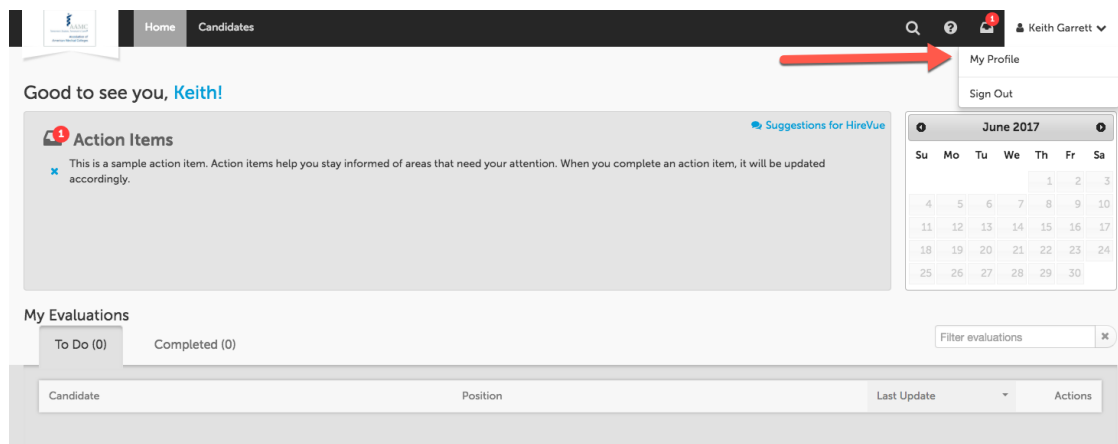 AAMC
Home
Candidates
1
Keith Garrett
My Profile
Sign Out
Good to see you, Keith!
1
Action Items
Suggestions for HireVue
This is a sample action item. Action items help you stay informed of areas that need your attention. When you complete an action item, it will be updated
accordingly.
June 2017
Su Mo Tu We Th Fr Sa
1 2 3
4 5 6 7 8 9 10
11 12 13 14 15 16 17
18 19 20 21 22 23 24
25 26 27 28 29 30
My Evaluations
To Do (0)
Completed (0)
Filter evaluations
Candidate
Position
Last Update
Actions